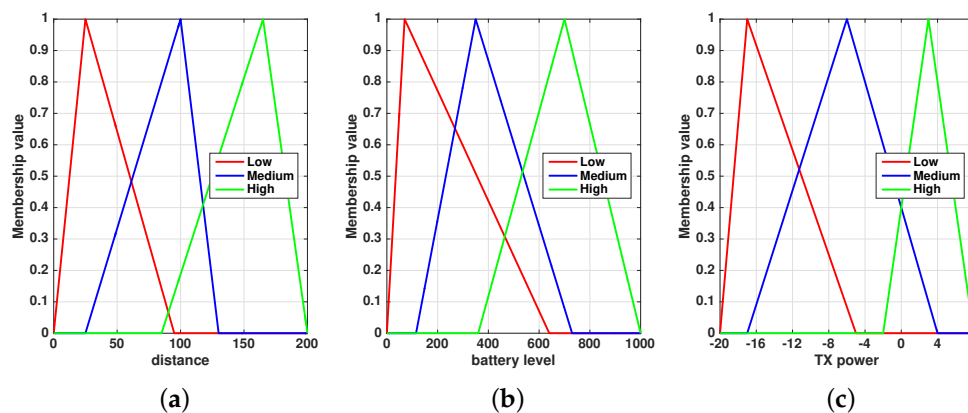 1
0.9
0.8
0.7
0.6
0.5
0.4
0.3
0.2
0.1
0
Membership value
0 50 100 150 200
distance
Low
Medium
High
(a)
1
0.9
0.8
0.7
0.6
0.5
0.4
0.3
0.2
0.1
0
Membership value
0 200 400 600 800 1000
battery level
Low
Medium
High
(b)
1
0.9
0.8
0.7
0.6
0.5
0.4
0.3
0.2
0.1
0
Membership value
-20 -16 -12 -8 -4 0 4
TX power
Low
Medium
High
(c)